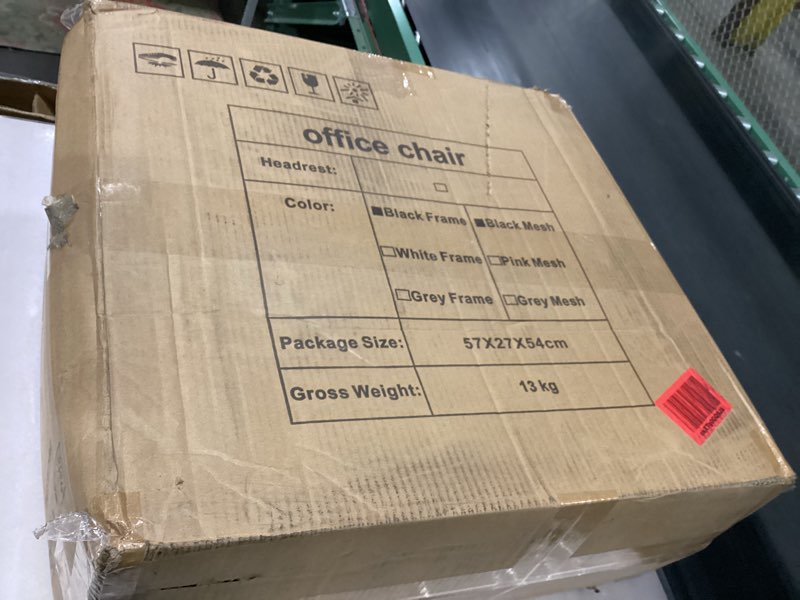 office chair
Headrest: □
Color: ■Black Frame ■Black Mesh
□White Frame □Pink Mesh
□Grey Frame □Grey Mesh
Package Size: 57X27X54cm
Gross Weight: 13 kg